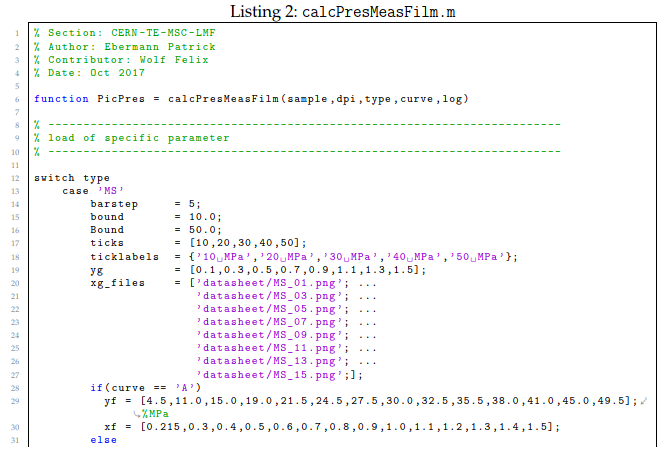 Listing 2: calcPresMeasFilm.m
1 % Section: CERN-TE-MSC-LMF
2 % Author: Ebermann Patrick
3 % Contributor: Wolf Felix
4 % Date: Oct 2017
5
6 function PicPres = calcPresMeasFilm(sample,dpi,type,curve,log)
7
8 % -------------------------------------------------------------------------
9 % load of specific parameter
10 % -------------------------------------------------------------------------
11
12 switch type
13     case 'MS'
14         barstep     = 5;
15         bound       = 10.0;
16         Bound       = 50.0;
17         ticks       = [10,20,30,40,50];
18         ticklabels  = {'10␣MPa','20␣MPa','30␣MPa','40␣MPa','50␣MPa'};
19         yg          = [0.1,0.3,0.5,0.7,0.9,1.1,1.3,1.5];
20         xg_files    = ['datasheet/MS_01.png'; ...
21                        'datasheet/MS_03.png'; ...
22                        'datasheet/MS_05.png'; ...
23                        'datasheet/MS_07.png'; ...
24                        'datasheet/MS_09.png'; ...
25                        'datasheet/MS_11.png'; ...
26                        'datasheet/MS_13.png'; ...
27                        'datasheet/MS_15.png';];
28         if(curve == 'A')
29           yf = [4.5,11.0,15.0,19.0,21.5,24.5,27.5,30.0,32.5,35.5,38.0,41.0,45.0,49.5];
%MPa
30           xf = [0.215,0.3,0.4,0.5,0.6,0.7,0.8,0.9,1.0,1.1,1.2,1.3,1.4,1.5];
31         else